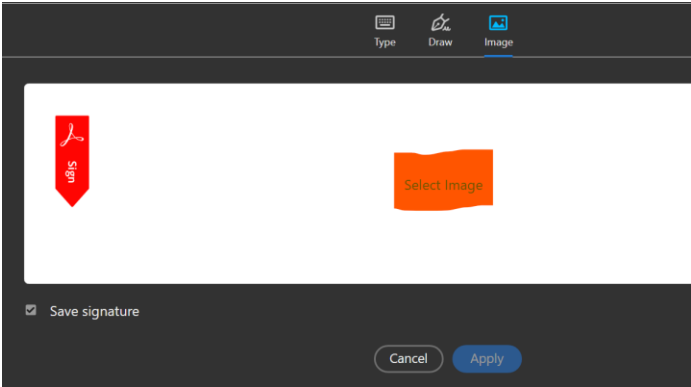 Type
Draw
Image
Sign
Select Image
Save signature
Cancel
Apply